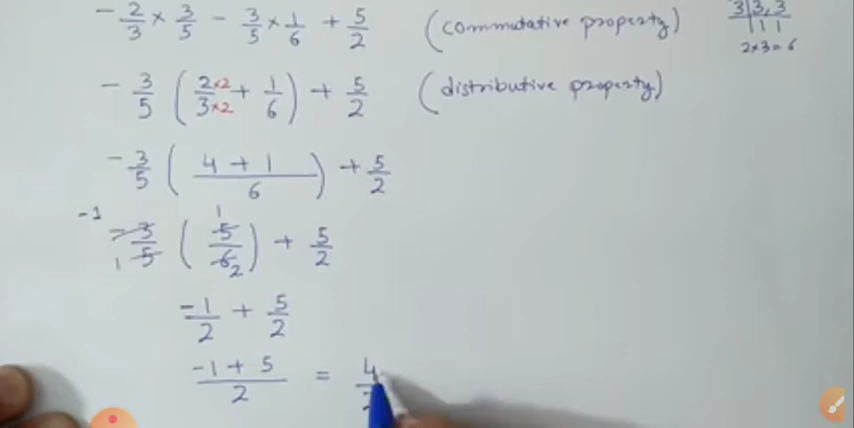 - 2/3 × 3/5 - 3/5 × 1/6 + 5/2 (commutative property)
3 | 3, 3
1 1
2×3=6
- 3/5 ( 2×2/3×2 + 1/6 ) + 5/2 (distributive property)
- 3/5 ( 4 + 1 / 6 ) + 5/2
-1 1
- 3/5 ( 5/6 ) + 5/2
1 2
-1/2 + 5/2
-1 + 5 / 2 = 4/